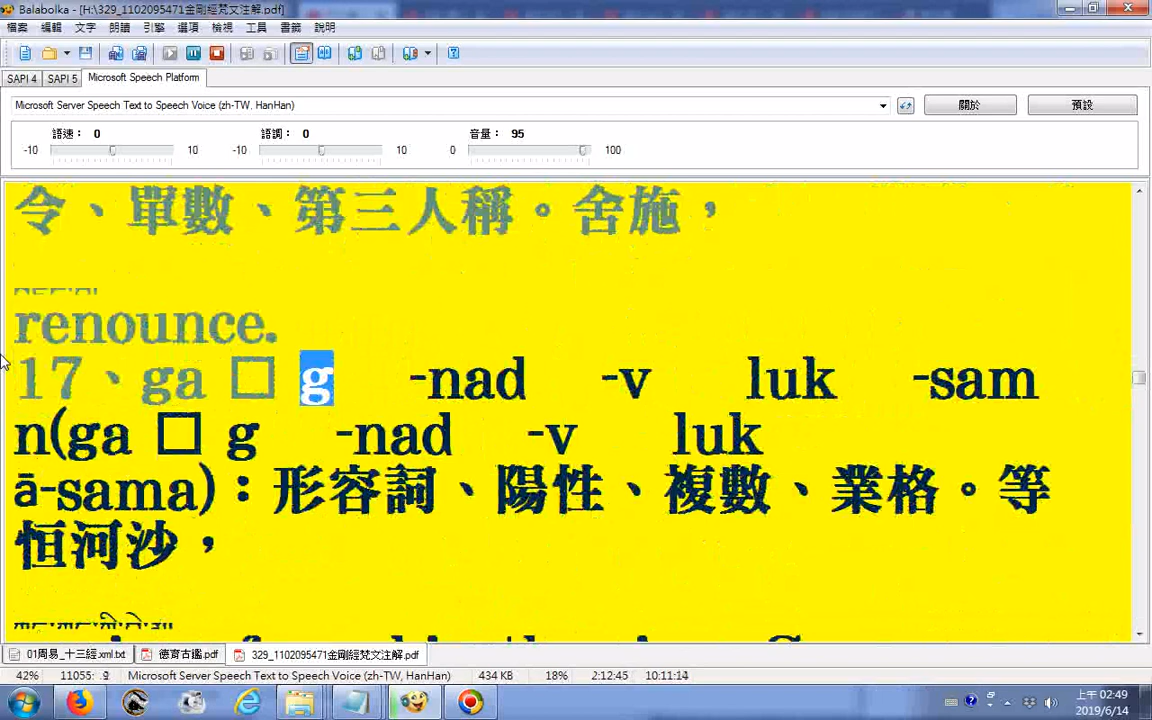 Balabolka - [H:\329_1102095471金剛經梵文注解.pdf]
檔案 編輯 文字 朗讀 引擎 選項 檢視 工具 書籤 說明
SAPI 4 SAPI 5 Microsoft Speech Platform
Microsoft Server Speech Text to Speech Voice (zh-TW, HanHan) 關於 預設
語速： 0 語調： 0 音量： 95
-10 10 -10 10 0 100
令、單數、第三人稱。舍施，
renounce.
17、ga □ g -nad -v luk -sam
n(ga □ g -nad -v luk
ā-sama)：形容詞、陽性、複數、業格。等
恒河沙，
01周易_十三經.xml.txt 德育古鑑.pdf 329_1102095471金剛經梵文注解.pdf
42% 11055: 9 Microsoft Server Speech Text to Speech Voice (zh-TW, HanHan) 434 KB 18% 2:12:45 10:11:14
上午 02:49
2019/6/14